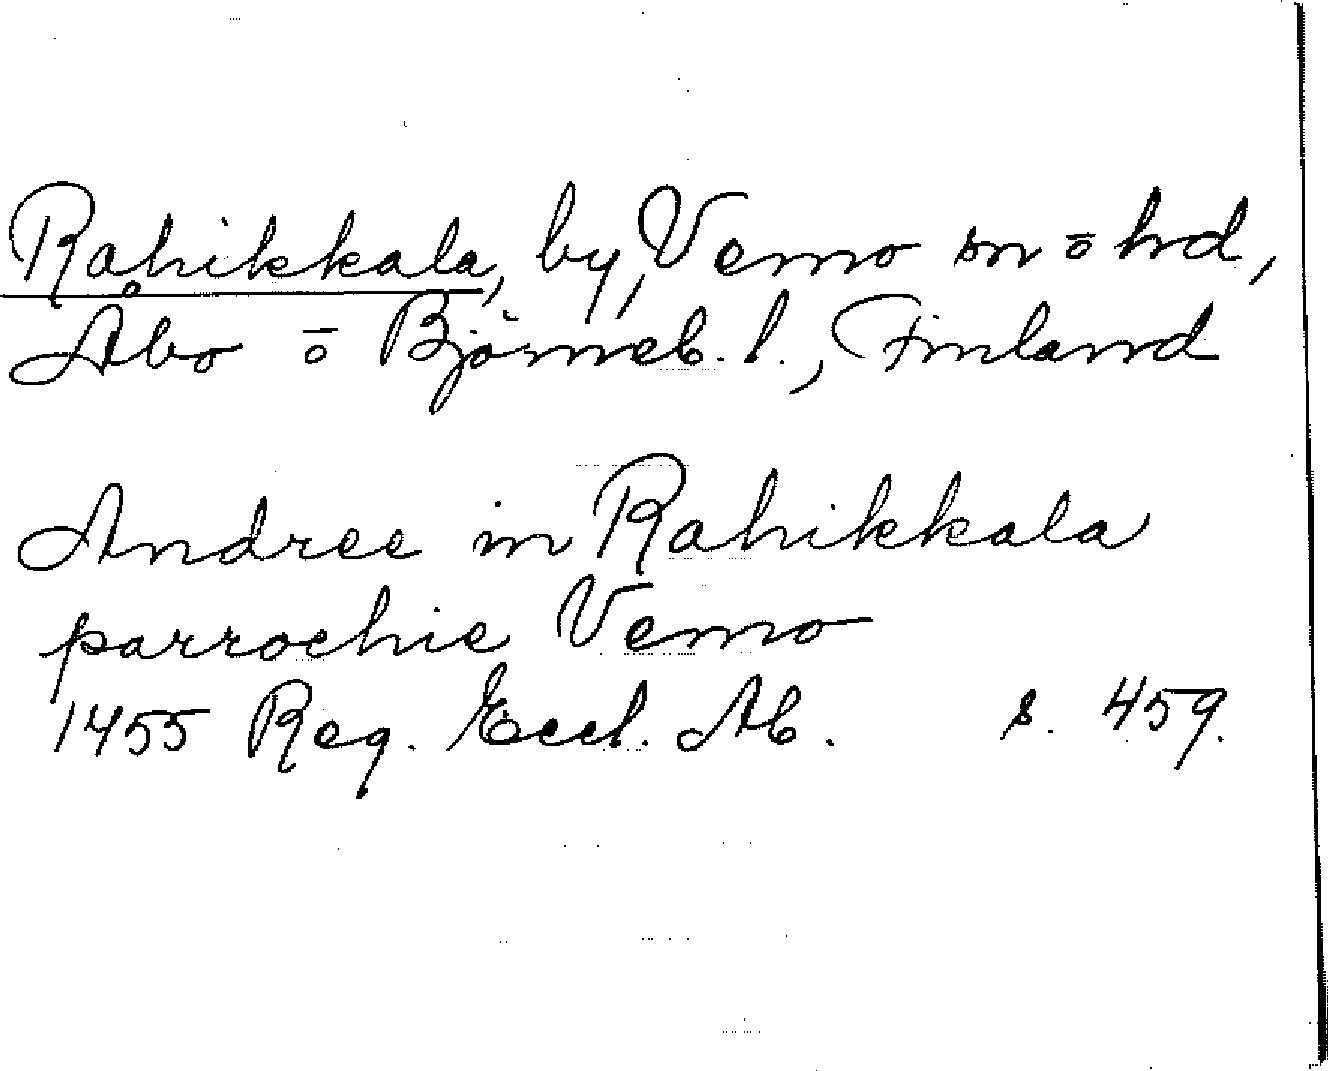 Rahikkala, by, Vemo sn ō hd,
Åbo ō Björneb. l., Finland
Andree in Rahikkala
parrochie Vemo
1455 Reg. Eccl. Ab. s. 459.